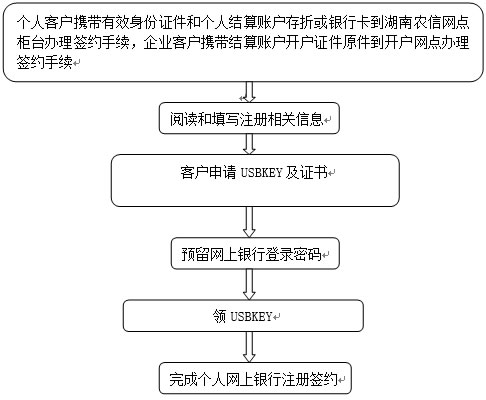 个人客户携带有效身份证件和个人结算账户存折或银行卡到湖南农信网点
柜台办理签约手续，企业客户携带结算账户开户证件原件到开户网点办理
签约手续
阅读和填写注册相关信息
客户申请 USBKEY 及证书
预留网上银行登录密码
领 USBKEY
完成个人网上银行注册签约